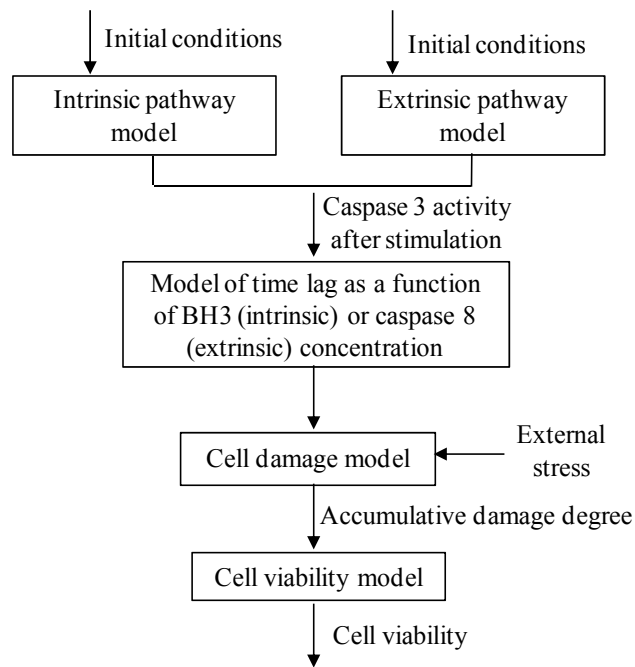 Initial conditions
Initial conditions
Intrinsic pathway
model
Extrinsic pathway
model
Caspase 3 activity
after stimulation
Model of time lag as a function
of BH3 (intrinsic) or caspase 8
(extrinsic) concentration
Cell damage model
External
stress
Accumulative damage degree
Cell viability model
Cell viability